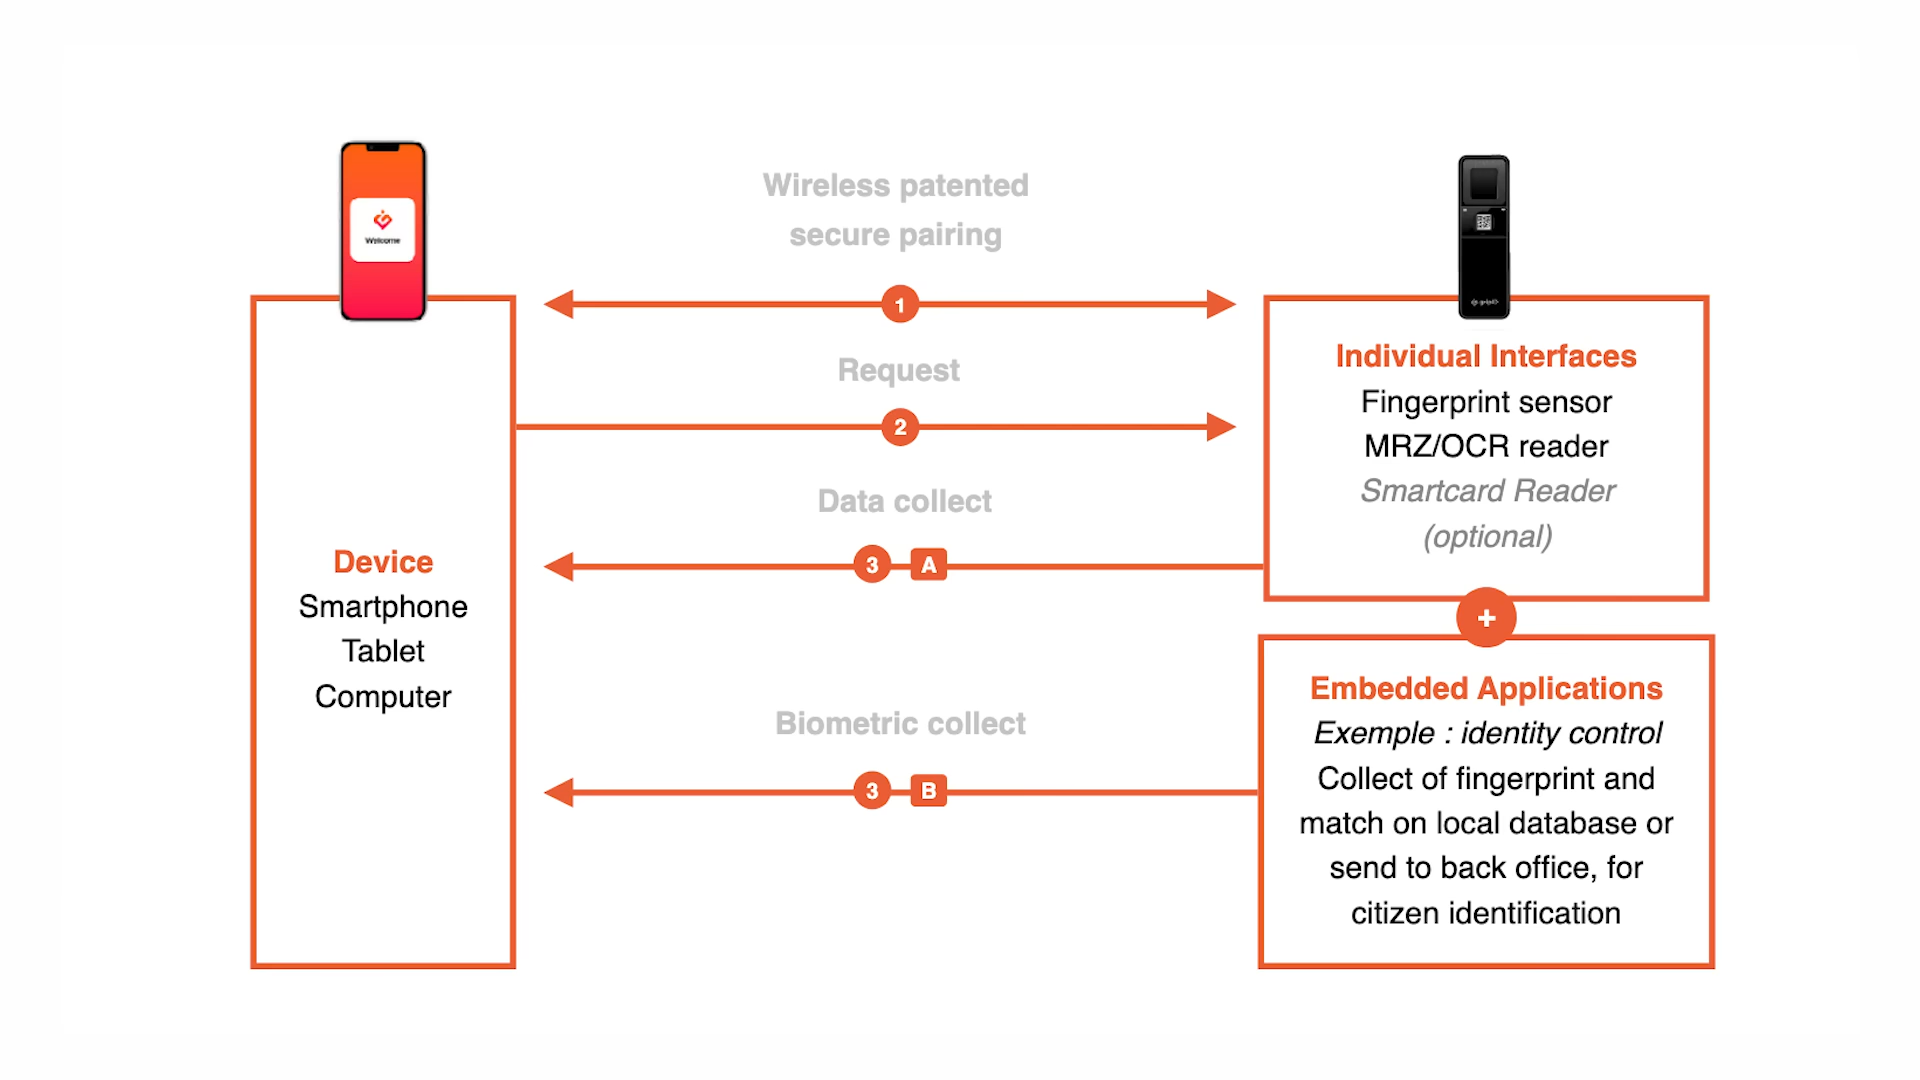 Welcome
Device
Smartphone
Tablet
Computer
Wireless patented
secure pairing
1
Request
2
Data collect
3 A
Biometric collect
3 B
Individual Interfaces
Fingerprint sensor
MRZ/OCR reader
Smartcard Reader
(optional)
+
Embedded Applications
Exemple : identity control
Collect of fingerprint and
match on local database or
send to back office, for
citizen identification